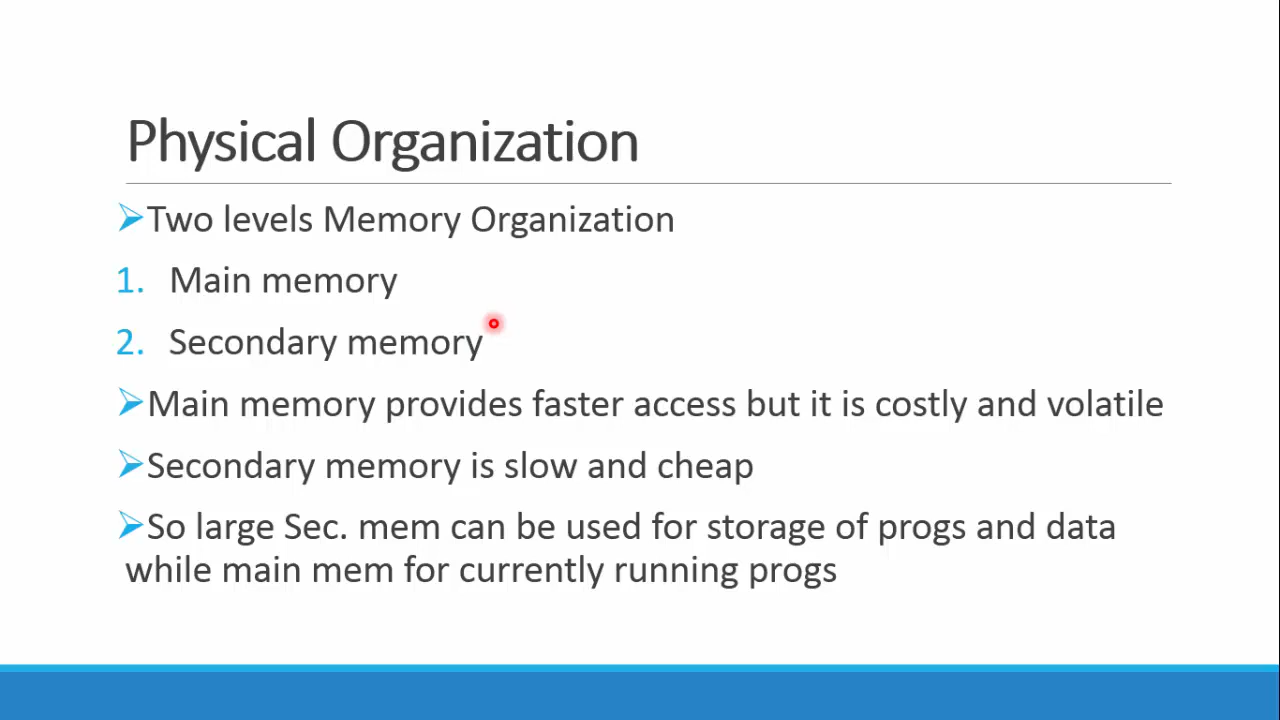 Physical Organization
➢Two levels Memory Organization
1. Main memory
2. Secondary memory
➢Main memory provides faster access but it is costly and volatile
➢Secondary memory is slow and cheap
➢So large Sec. mem can be used for storage of progs and data
while main mem for currently running progs